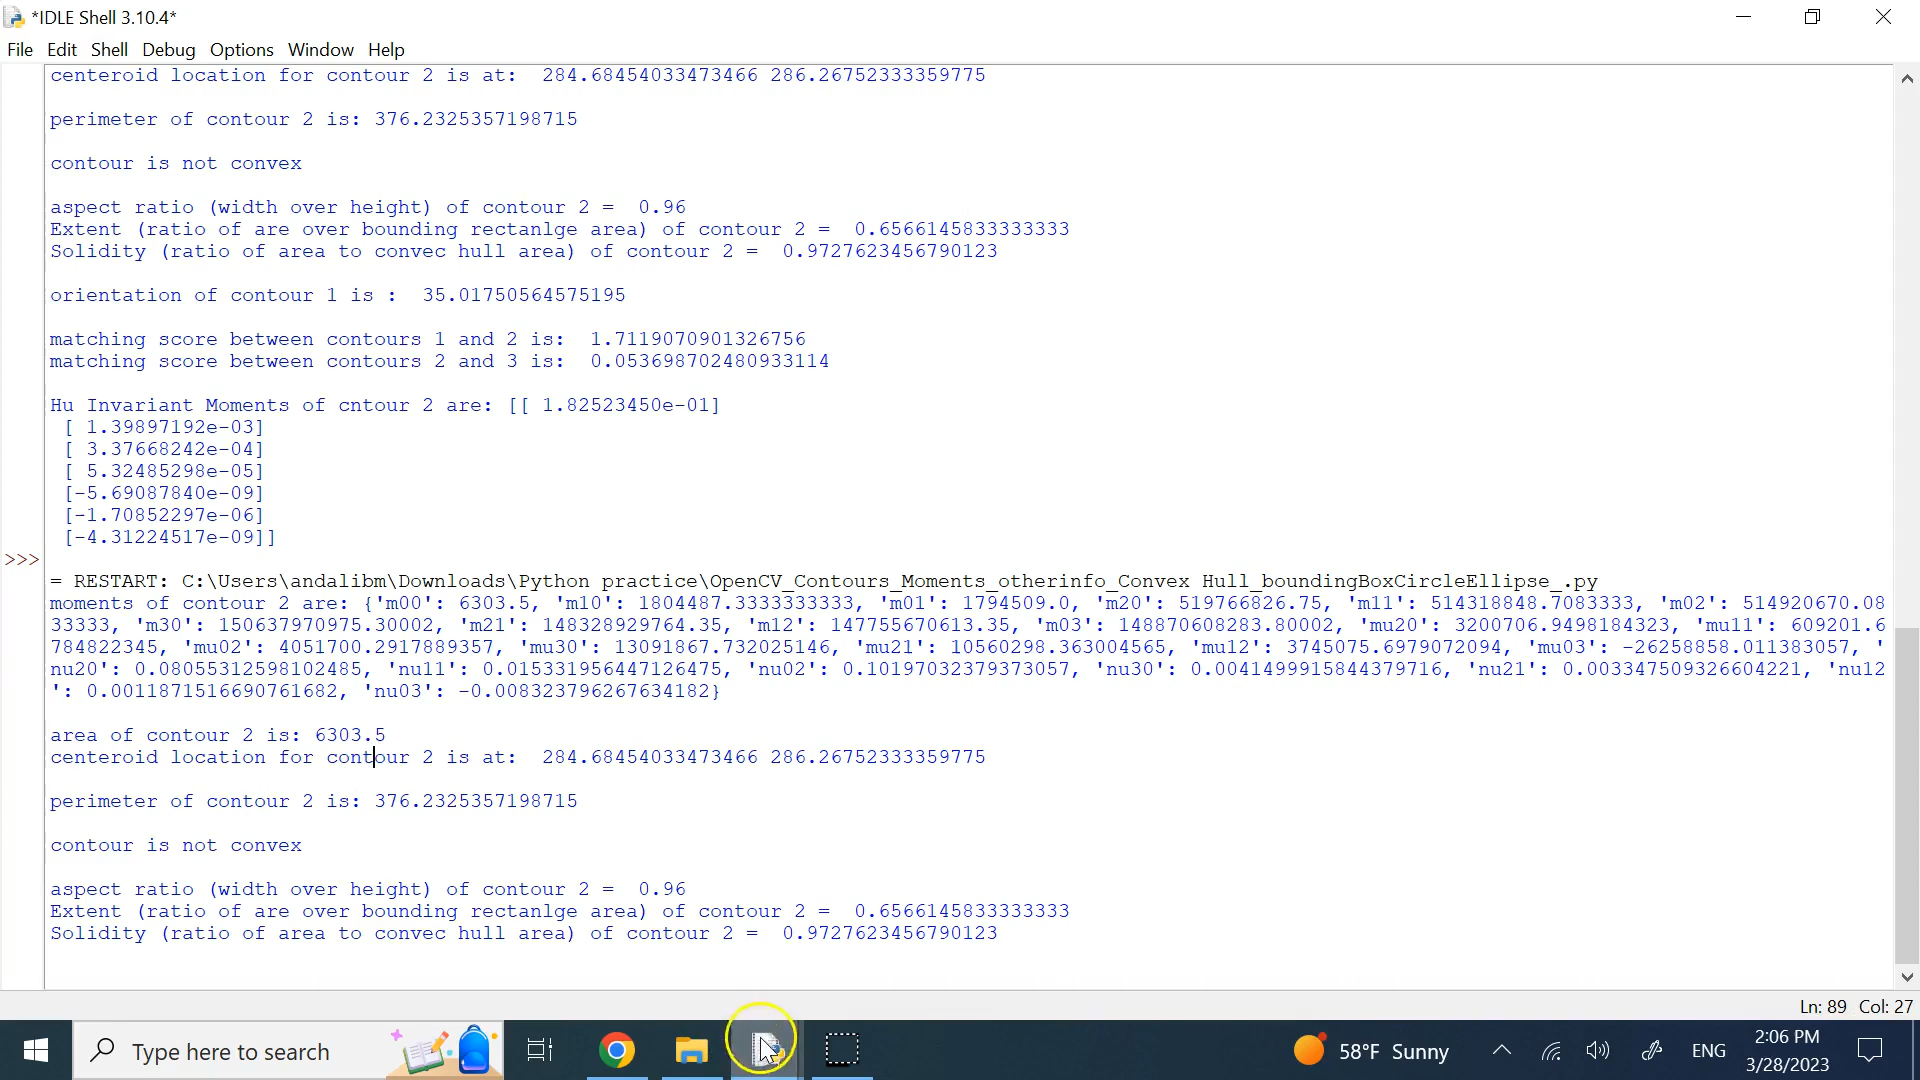 *IDLE Shell 3.10.4*
File Edit Shell Debug Options Window Help
centeroid location for contour 2 is at:  284.68454033473466 286.26752333359775
perimeter of contour 2 is: 376.2325357198715
contour is not convex
aspect ratio (width over height) of contour 2 =  0.96
Extent (ratio of are over bounding rectanlge area) of contour 2 =  0.6566145833333333
Solidity (ratio of area to convec hull area) of contour 2 =  0.9727623456790123
orientation of contour 1 is :  35.01750564575195
matching score between contours 1 and 2 is:  1.7119070901326756
matching score between contours 2 and 3 is:  0.053698702480933114
Hu Invariant Moments of cntour 2 are: [[ 1.82523450e-01]
[ 1.39897192e-03]
[ 3.37668242e-04]
[ 5.32485298e-05]
[-5.69087840e-09]
[-1.70852297e-06]
[-4.31224517e-09]]
>>>
= RESTART: C:\Users\andalibm\Downloads\Python practice\OpenCV_Contours_Moments_otherinfo_Convex Hull_boundingBoxCircleEllipse_.py
moments of contour 2 are: {'m00': 6303.5, 'm10': 1804487.3333333333, 'm01': 1794509.0, 'm20': 519766826.75, 'm11': 514318848.7083333, 'm02': 514920670.08
33333, 'm30': 150637970975.30002, 'm21': 148328929764.35, 'm12': 147755670613.35, 'm03': 148870608283.80002, 'mu20': 3200706.9498184323, 'mu11': 609201.6
784822345, 'mu02': 4051700.2917889357, 'mu30': 13091867.732025146, 'mu21': 10560298.363004565, 'mu12': 3745075.6979072094, 'mu03': -26258858.011383057, '
nu20': 0.08055312598102485, 'nu11': 0.015331956447126475, 'nu02': 0.10197032379373057, 'nu30': 0.0041499915844379716, 'nu21': 0.003347509326604221, 'nu12
': 0.0011871516690761682, 'nu03': -0.008323796267634182}
area of contour 2 is: 6303.5
centeroid location for contour 2 is at:  284.68454033473466 286.26752333359775
perimeter of contour 2 is: 376.2325357198715
contour is not convex
aspect ratio (width over height) of contour 2 =  0.96
Extent (ratio of are over bounding rectanlge area) of contour 2 =  0.6566145833333333
Solidity (ratio of area to convec hull area) of contour 2 =  0.9727623456790123
Ln: 89 Col: 27
Type here to search
58°F Sunny
ENG
2:06 PM
3/28/2023